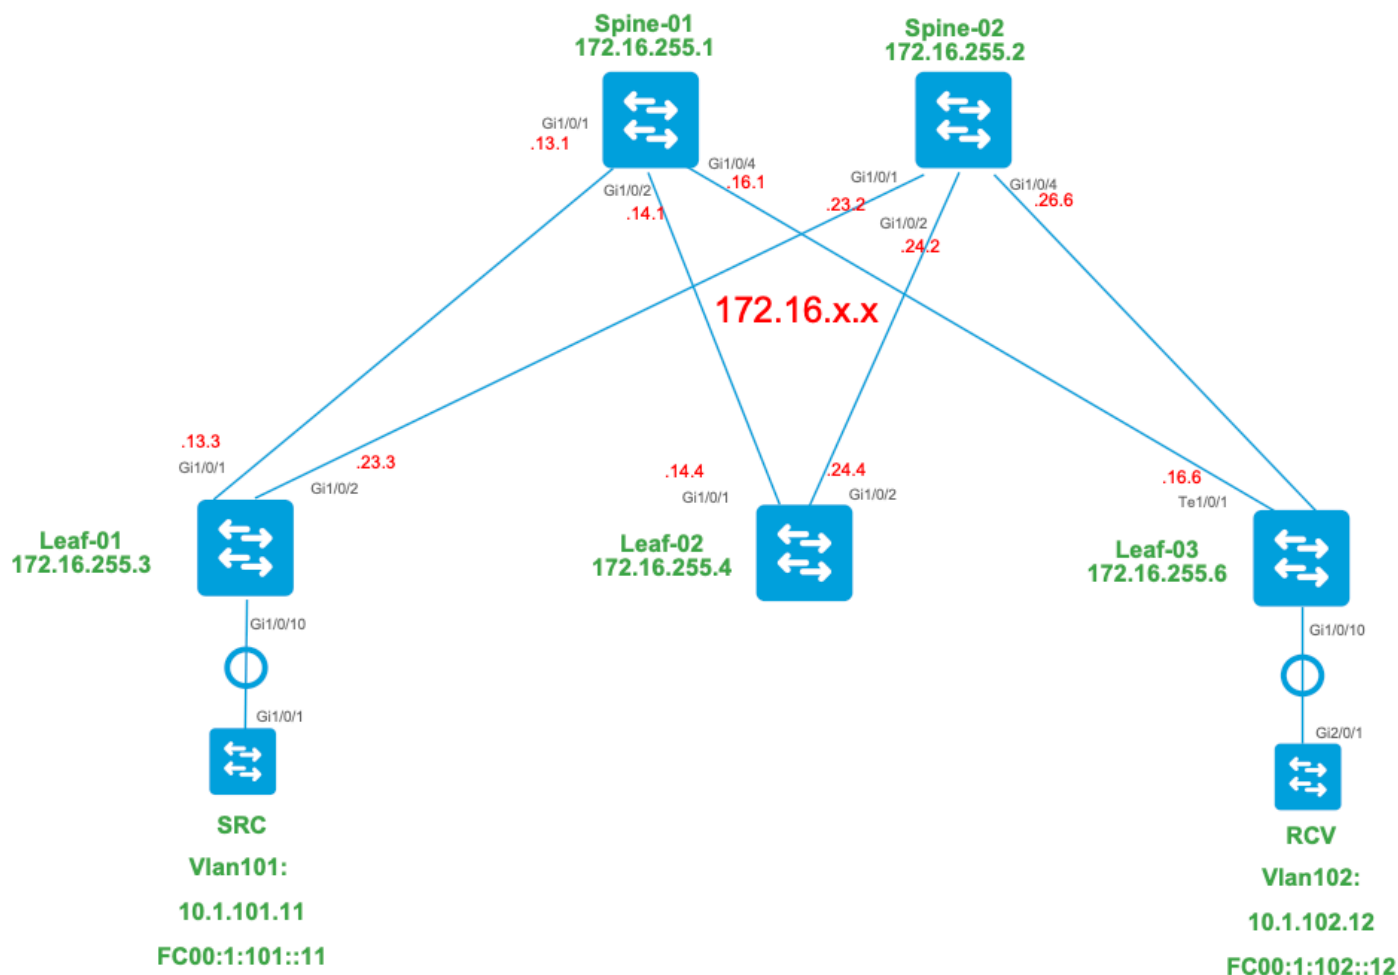 Spine-01
172.16.255.1
Spine-02
172.16.255.2
Gi1/0/1
.13.1
Gi1/0/2
.14.1
Gi1/0/4
.16.1
Gi1/0/1
.23.2
Gi1/0/2
.24.2
Gi1/0/4
.26.6
172.16.x.x
.13.3
Gi1/0/1
.23.3
Gi1/0/2
.14.4
Gi1/0/1
.24.4
Gi1/0/2
.16.6
Te1/0/1
Leaf-01
172.16.255.3
Leaf-02
172.16.255.4
Leaf-03
172.16.255.6
Gi1/0/10
Gi1/0/1
SRC
Vlan101:
10.1.101.11
FC00:1:101::11
Gi1/0/10
Gi2/0/1
RCV
Vlan102:
10.1.102.12
FC00:1:102::12